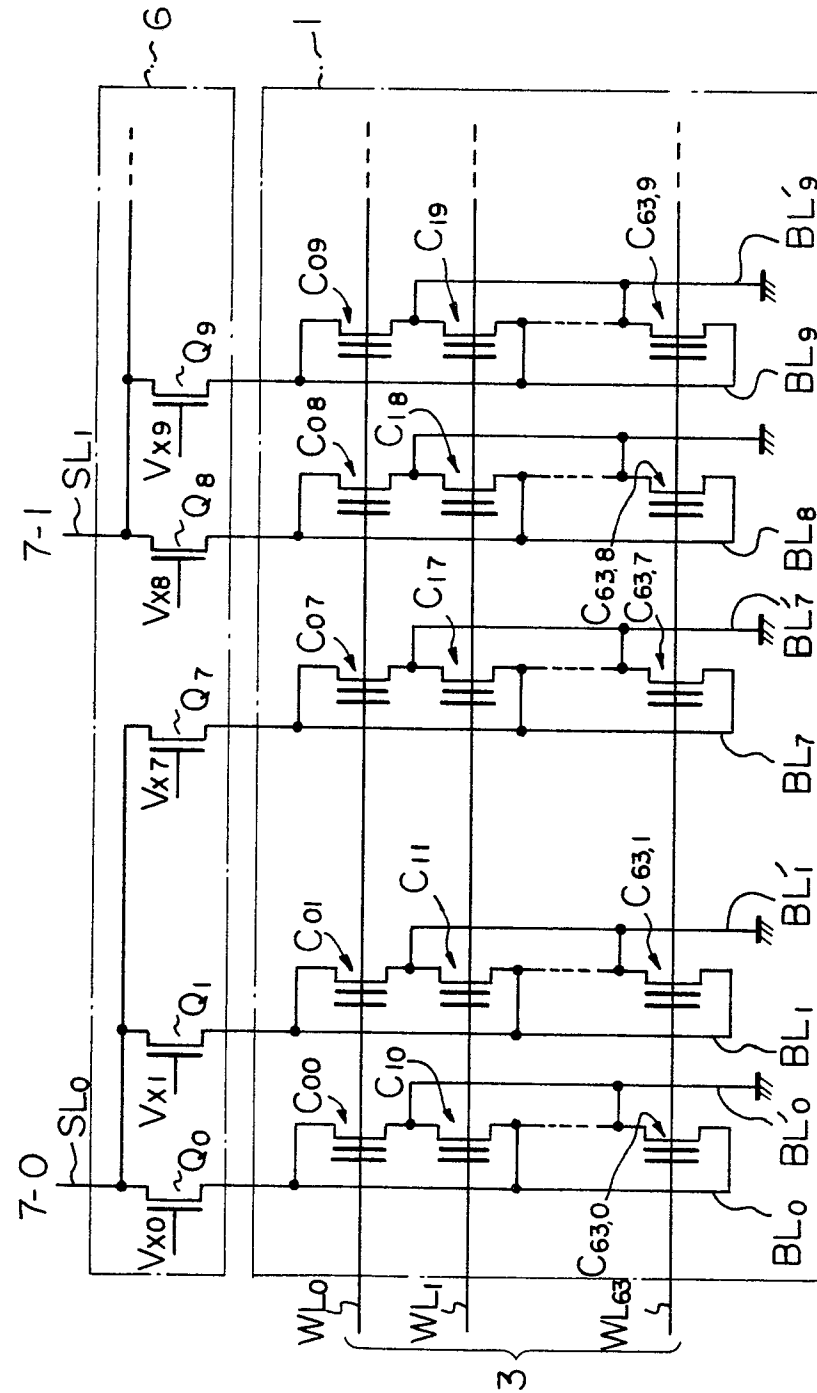 7-0 7-1
SL0 SL1
6
VX0 VX1 VX7 VX8 VX9
Q0 Q1 Q7 Q8 Q9
1
C00 C01 C07 C08 C09
WL0
C10 C11 C17 C18 C19
WL1
3
C63,0 C63,1 C63,7 C63,8 C63,9
WL63
BL0 BL'0 BL1 BL'1 BL7 BL'7 BL8 BL9 BL'9